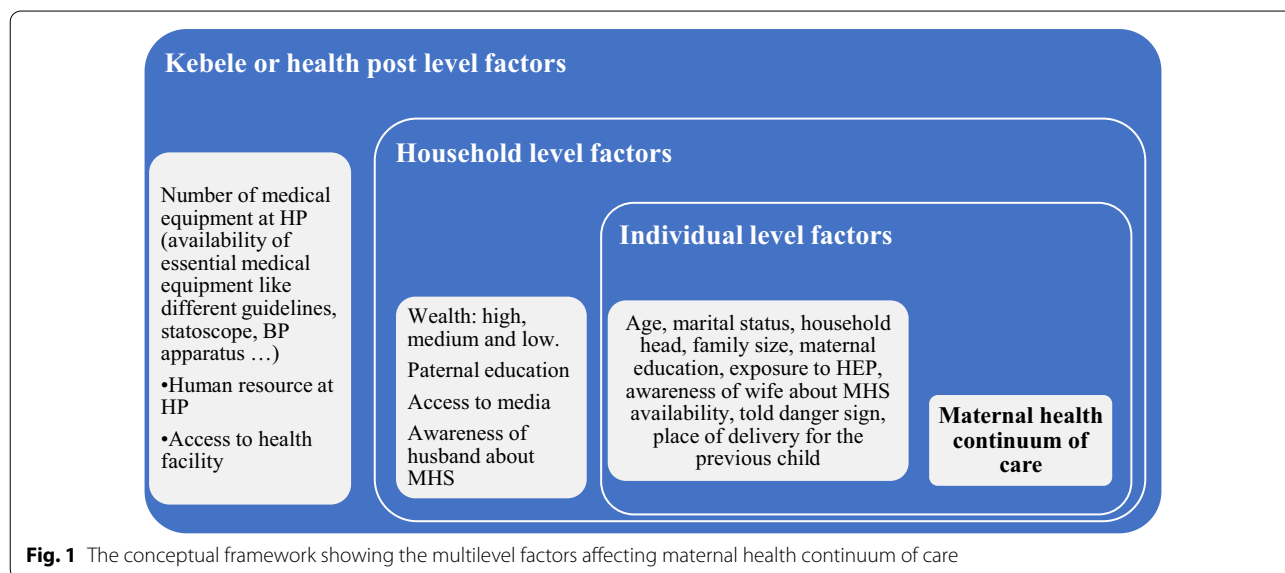 Kebele or health post level factors
Number of medical
equipment at HP
(availability of
essential medical
equipment like
different guidelines,
statoscope, BP
apparatus …)
•Human resource at
HP
•Access to health
facility
Household level factors
Wealth: high,
medium and low.
Paternal education
Access to media
Awareness of
husband about
MHS
Individual level factors
Age, marital status, household
head, family size, maternal
education, exposure to HEP,
awareness of wife about MHS
availability, told danger sign,
place of delivery for the
previous child
Maternal health
continuum of
care
Fig. 1 The conceptual framework showing the multilevel factors affecting maternal health continuum of care